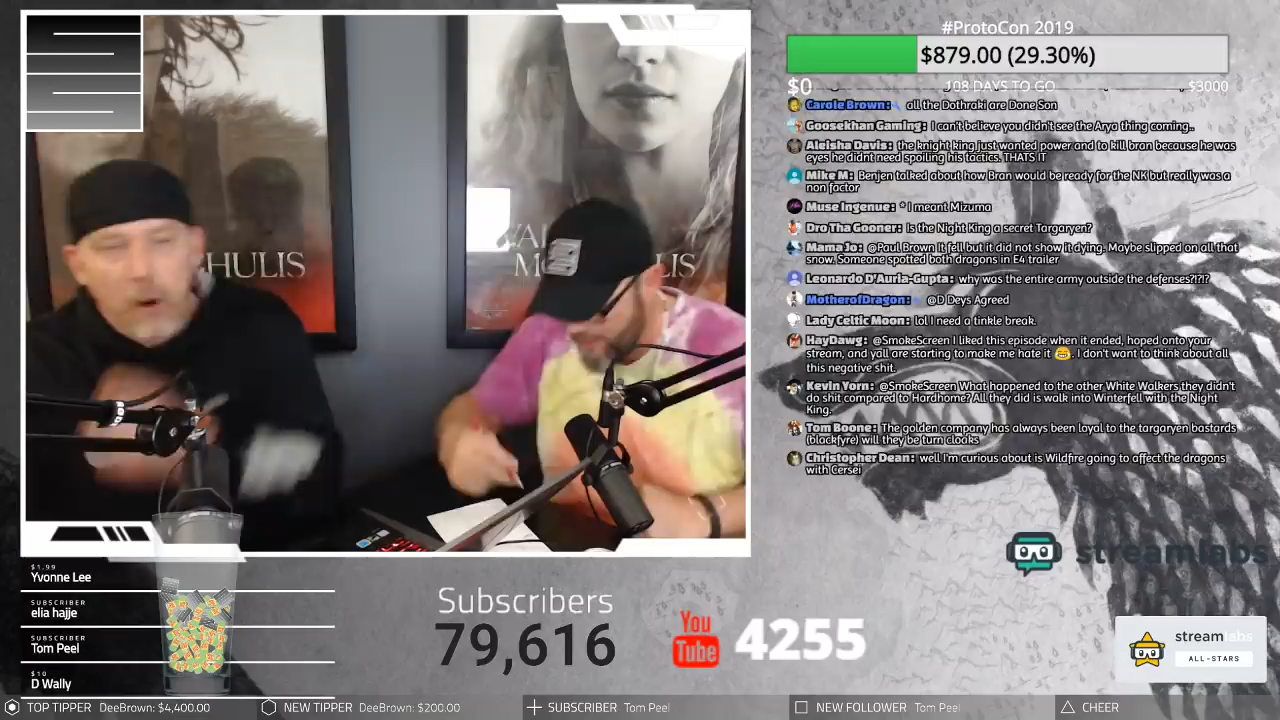 #ProtoCon 2019
$879.00 (29.30%)
$0
108 DAYS TO GO
$3000
Carole Brown: all the Dothraki are Done Son
Goosekhan Gaming: I can't believe you didn't see the Arya thing coming..
Aleisha Davis: the knight king just wanted power and to kill bran because he was
eyes he didnt need spoiling his tactics. THATS IT
Mike M: Benjen talked about how Bran would be ready for the NK but really was a
non factor
Muse Ingenue: * I meant Mizuma
Dro Tha Gooner: Is the Night King a secret Targaryen?
Mama Jo: @Paul Brown It fell but it did not show it dying. Maybe slipped on all that
snow. Someone spotted both dragons in E4 trailer
Leonardo D'Auria-Gupta: why was the entire army outside the defenses?!?!?
MotherofDragon: @D Deys Agreed
Lady Celtic Moon: lol I need a tinkle break.
HayDawg: @SmokeScreen I liked this episode when it ended, hoped onto your
stream, and yall are starting to make me hate it 😂. I don't want to think about all
this negative shit.
Kevin Yorn: @SmokeScreen What happened to the other White Walkers they didn't
do shit compared to Hardhome? All they did is walk into Winterfell with the Night
King.
Tom Boone: The golden company has always been loyal to the targaryen bastards
(blackfyre) will they be turn cloaks
Christopher Dean: well I'm curious about is Wildfire going to affect the dragons
with Cersei
HULIS
VA
M
LIS
streamlabs
$1.99
Yvonne Lee
SUBSCRIBER
elia hajje
SUBSCRIBER
Tom Peel
$10
D Wally
Subscribers
79,616
You
Tube
4255
streamlabs
ALL-STARS
TOP TIPPER DeeBrown: $4,400.00
NEW TIPPER DeeBrown: $200.00
SUBSCRIBER Tom Peel
NEW FOLLOWER Tom Peel
CHEER